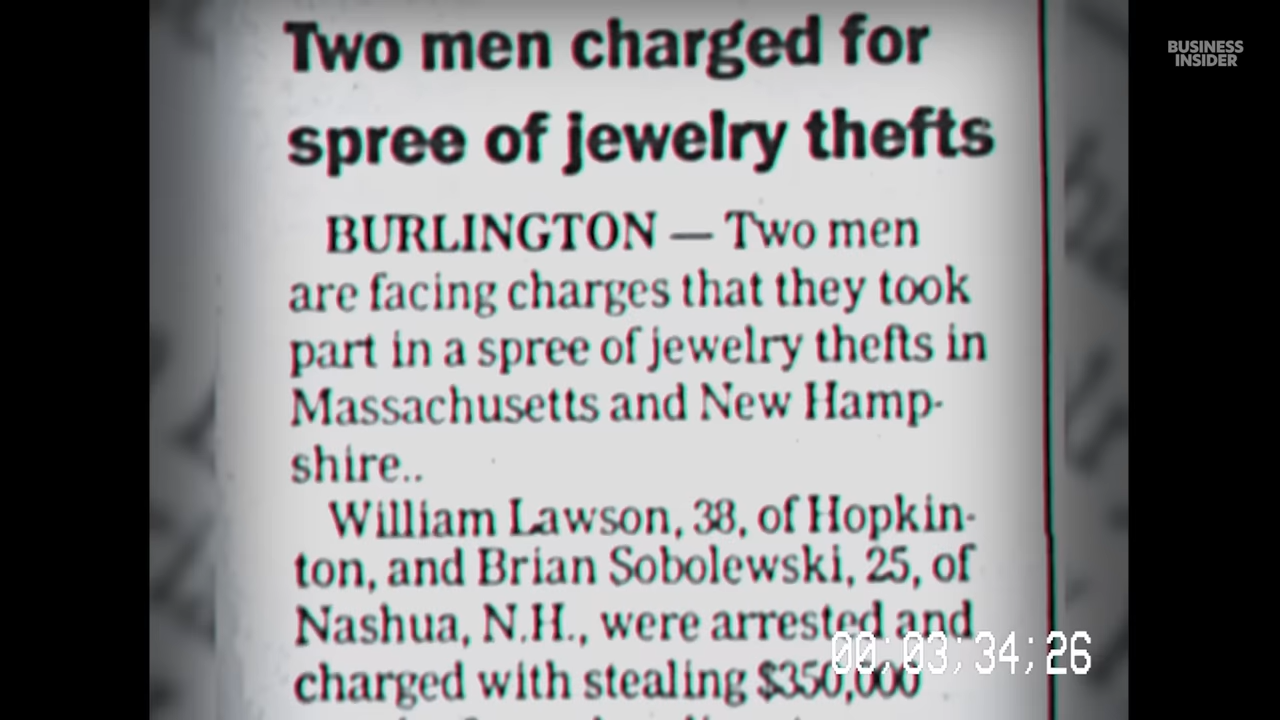 Two men charged for
spree of jewelry thefts
BURLINGTON — Two men
are facing charges that they took
part in a spree of jewelry thefts in
Massachusetts and New Hamp-
shire..
William Lawson, 38, of Hopkin-
ton, and Brian Sobolewski, 25, of
Nashua, N.H., were arrested and
charged with stealing $350,000
BUSINESS
INSIDER
00;03;34;26